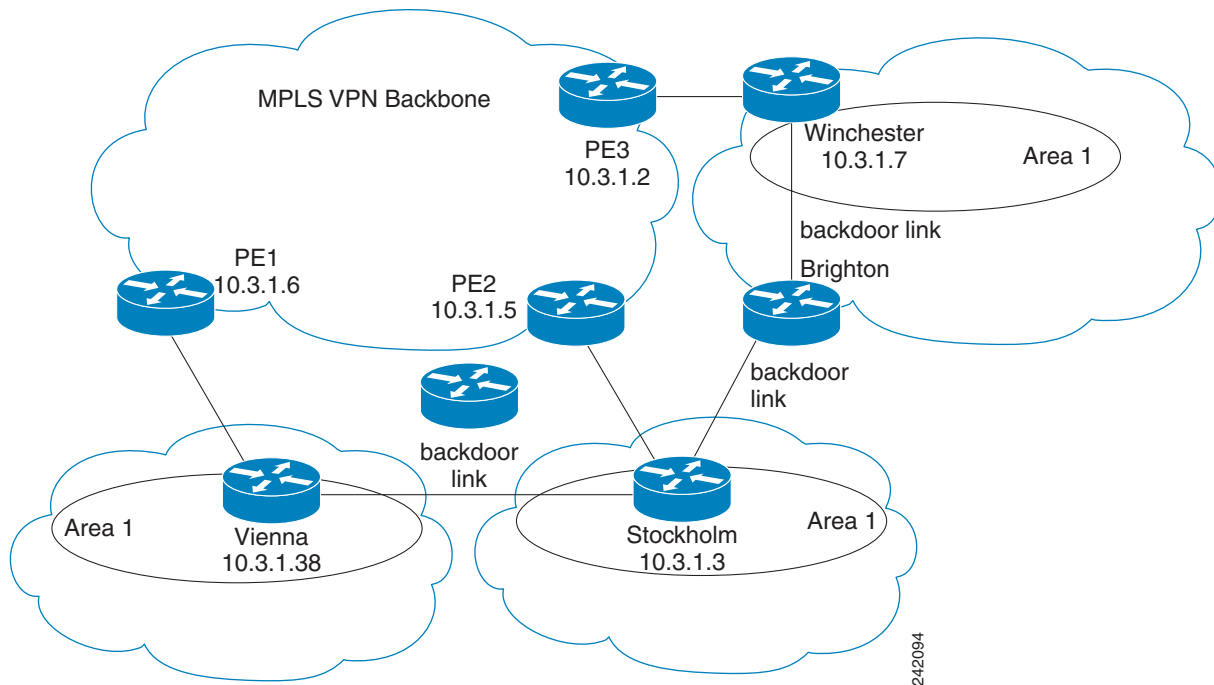 MPLS VPN Backbone
PE3
10.3.1.2
Winchester
10.3.1.7
Area 1
backdoor link
Brighton
PE1
10.3.1.6
PE2
10.3.1.5
backdoor
link
backdoor
link
Area 1
Vienna
10.3.1.38
Stockholm
10.3.1.3
Area 1
242094